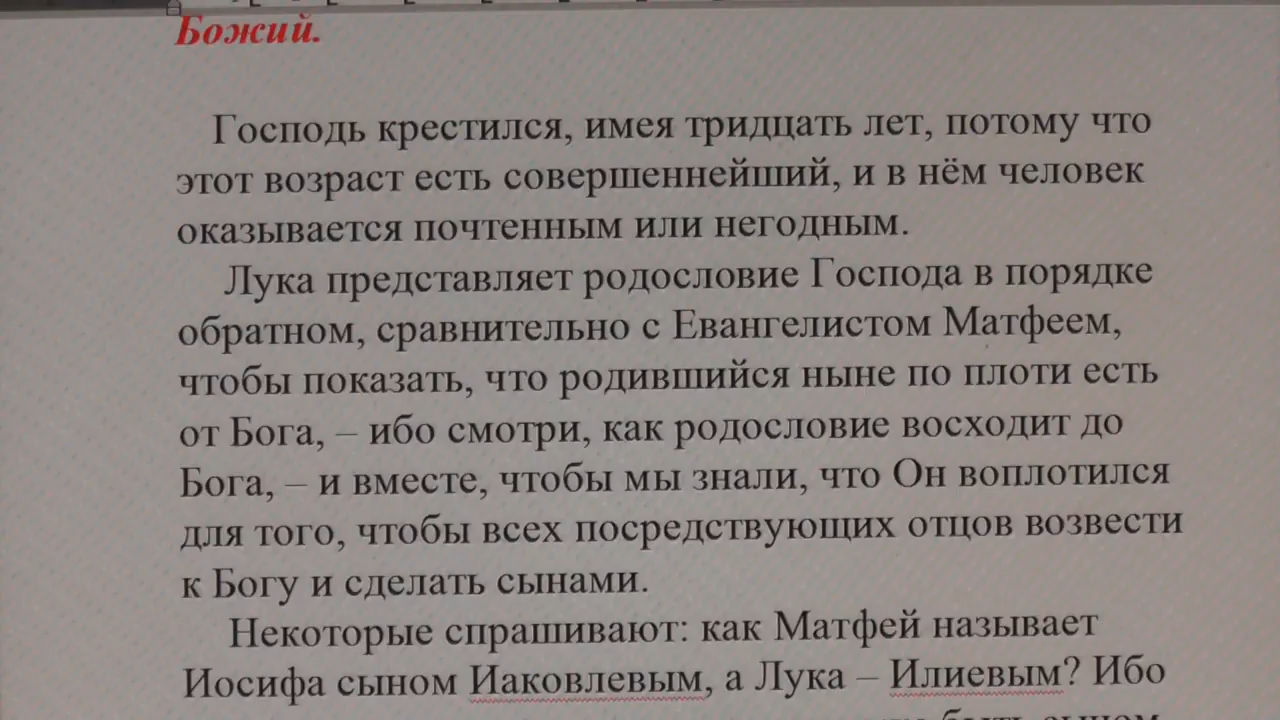 Божий.
Господь крестился, имея тридцать лет, потому что
этот возраст есть совершеннейший, и в нём человек
оказывается почтенным или негодным.
Лука представляет родословие Господа в порядке
обратном, сравнительно с Евангелистом Матфеем,
чтобы показать, что родившийся ныне по плоти есть
от Бога, – ибо смотри, как родословие восходит до
Бога, – и вместе, чтобы мы знали, что Он воплотился
для того, чтобы всех посредствующих отцов возвести
к Богу и сделать сынами.
Некоторые спрашивают: как Матфей называет
Иосифа сыном Иаковлевым, а Лука – Илиевым? Ибо
быть сыном